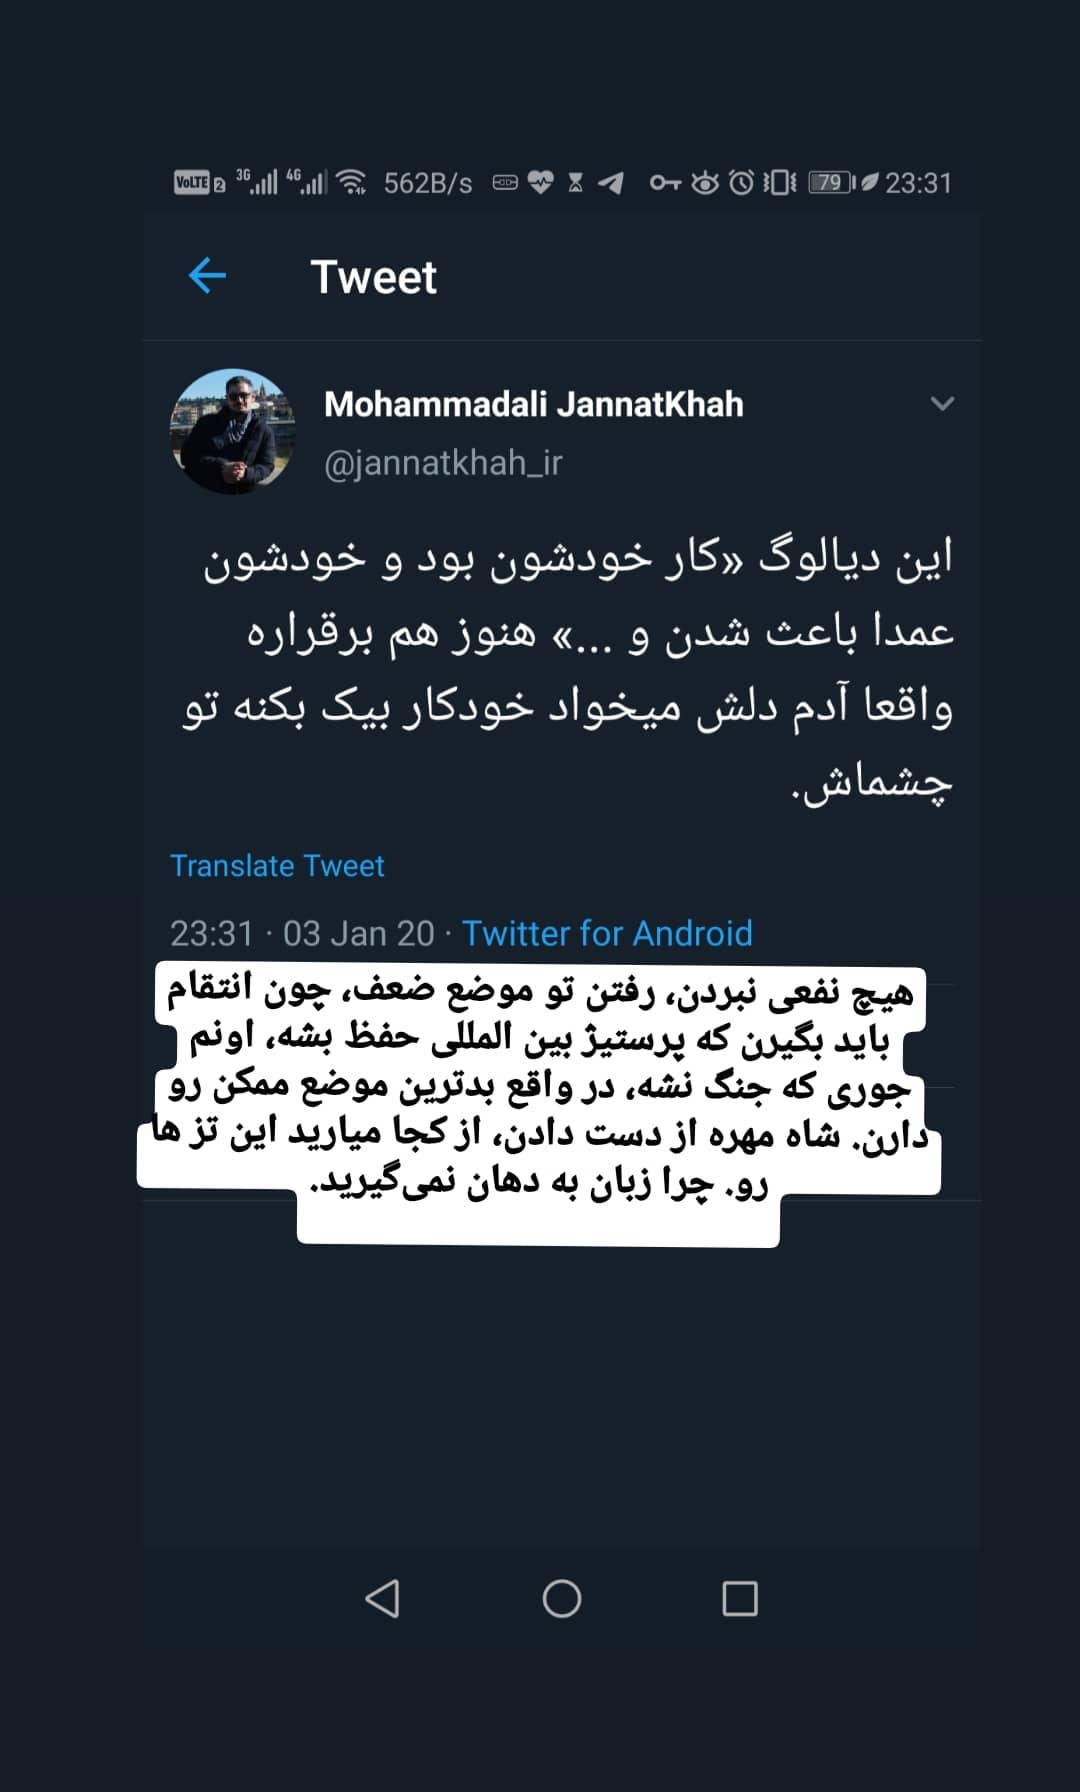 VoLTE 2 3G 4G 562B/s 79 23:31
Tweet
Mohammadali JannatKhah
@jannatkhah_ir
این دیالوگ «کار خودشون بود و خودشون
عمدا باعث شدن و ...» هنوز هم برقراره
واقعا آدم دلش میخواد خودکار بیک بکنه تو
چشماش.
Translate Tweet
23:31 · 03 Jan 20 · Twitter for Android
هیچ نفعی نبردن، رفتن تو موضع ضعف، چون انتقام
باید بگیرن که پرستیژ بین المللی حفظ بشه، اونم
جوری که جنگ نشه، در واقع بدترین موضع ممکن رو
دارن. شاه مهره از دست دادن، از کجا میارید این تز ها
رو. چرا زبان به دهان نمی‌گیرید.